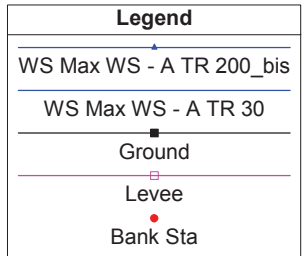 Legend
WS Max WS - A TR 200_bis
WS Max WS - A TR 30
Ground
Levee
Bank Sta